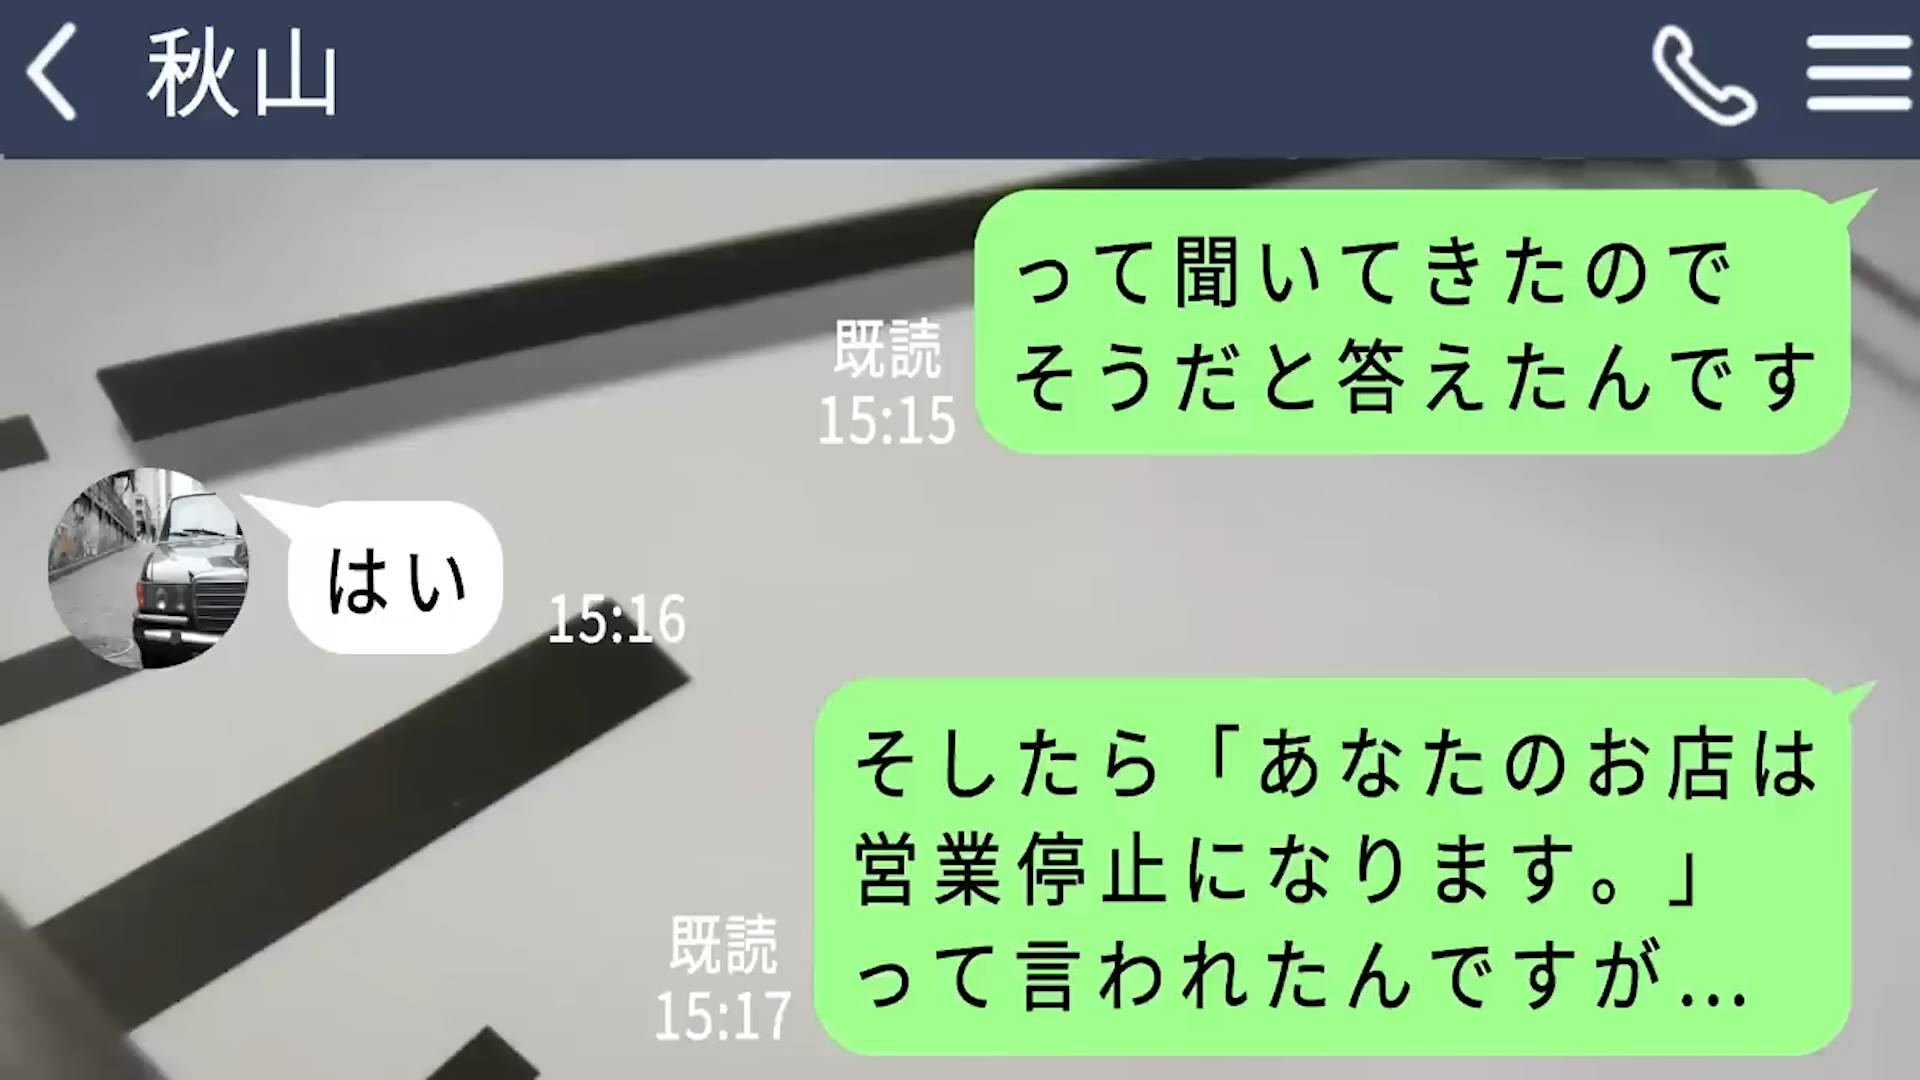 秋山
って聞いてきたので
そうだと答えたんです
既読
15:15
はい
15:16
そしたら「あなたのお店は
営業停止になります。」
って言われたんですが…
既読
15:17